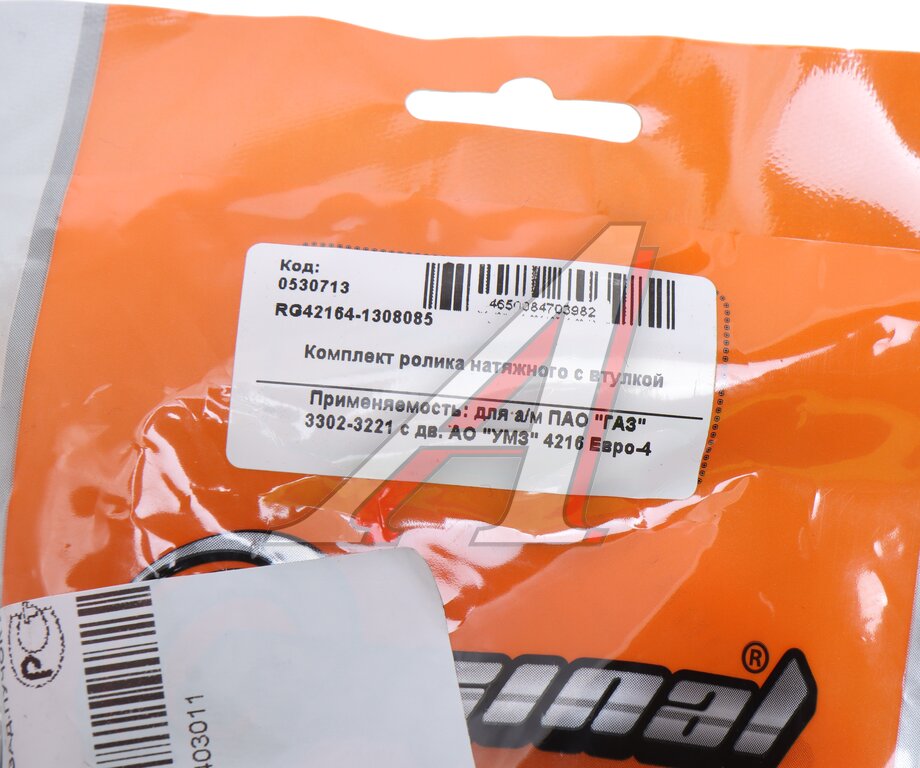 Код:
0530713
RG42164-1308085
4650084703982
Комплект ролика натяжного с втулкой
Применяемость: для а/м ПАО "ГАЗ"
3302-3221 с дв. АО "УМЗ" 4216 Евро-4
®
403011